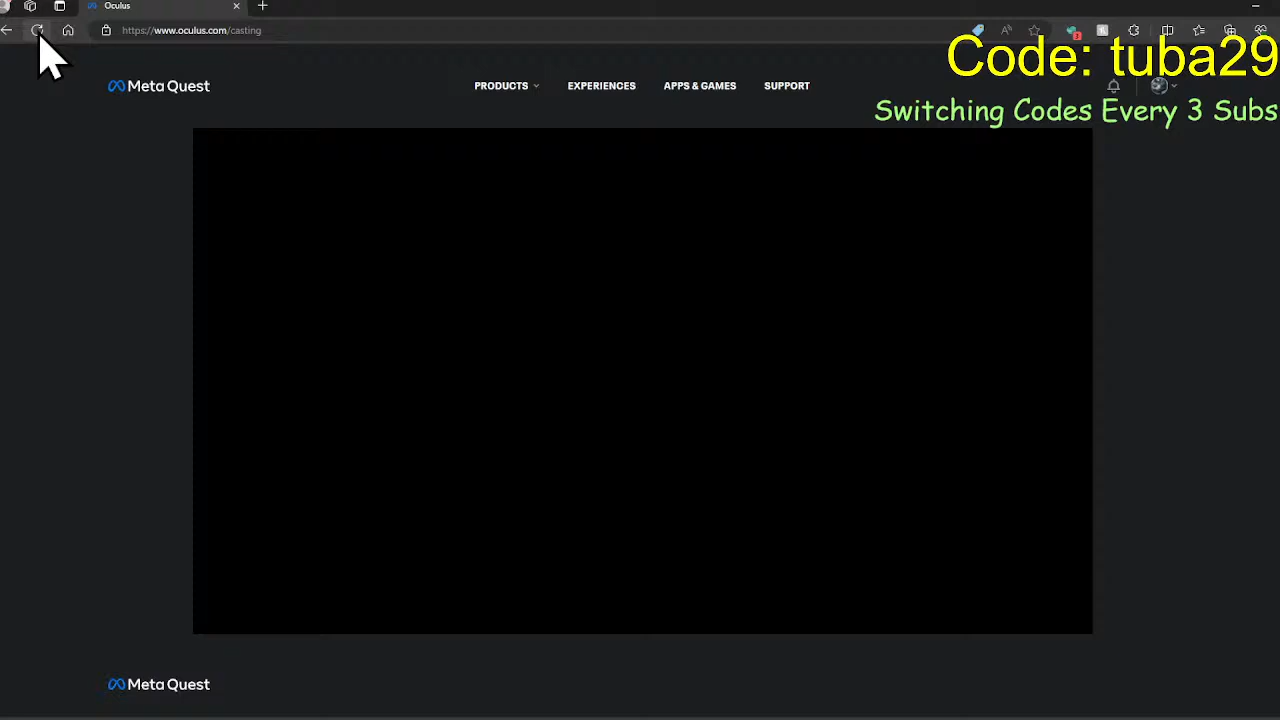 Oculus
https://www.oculus.com/casting
Code: tuba29
Meta Quest
PRODUCTS
EXPERIENCES
APPS & GAMES
SUPPORT
Switching Codes Every 3 Subs
Meta Quest